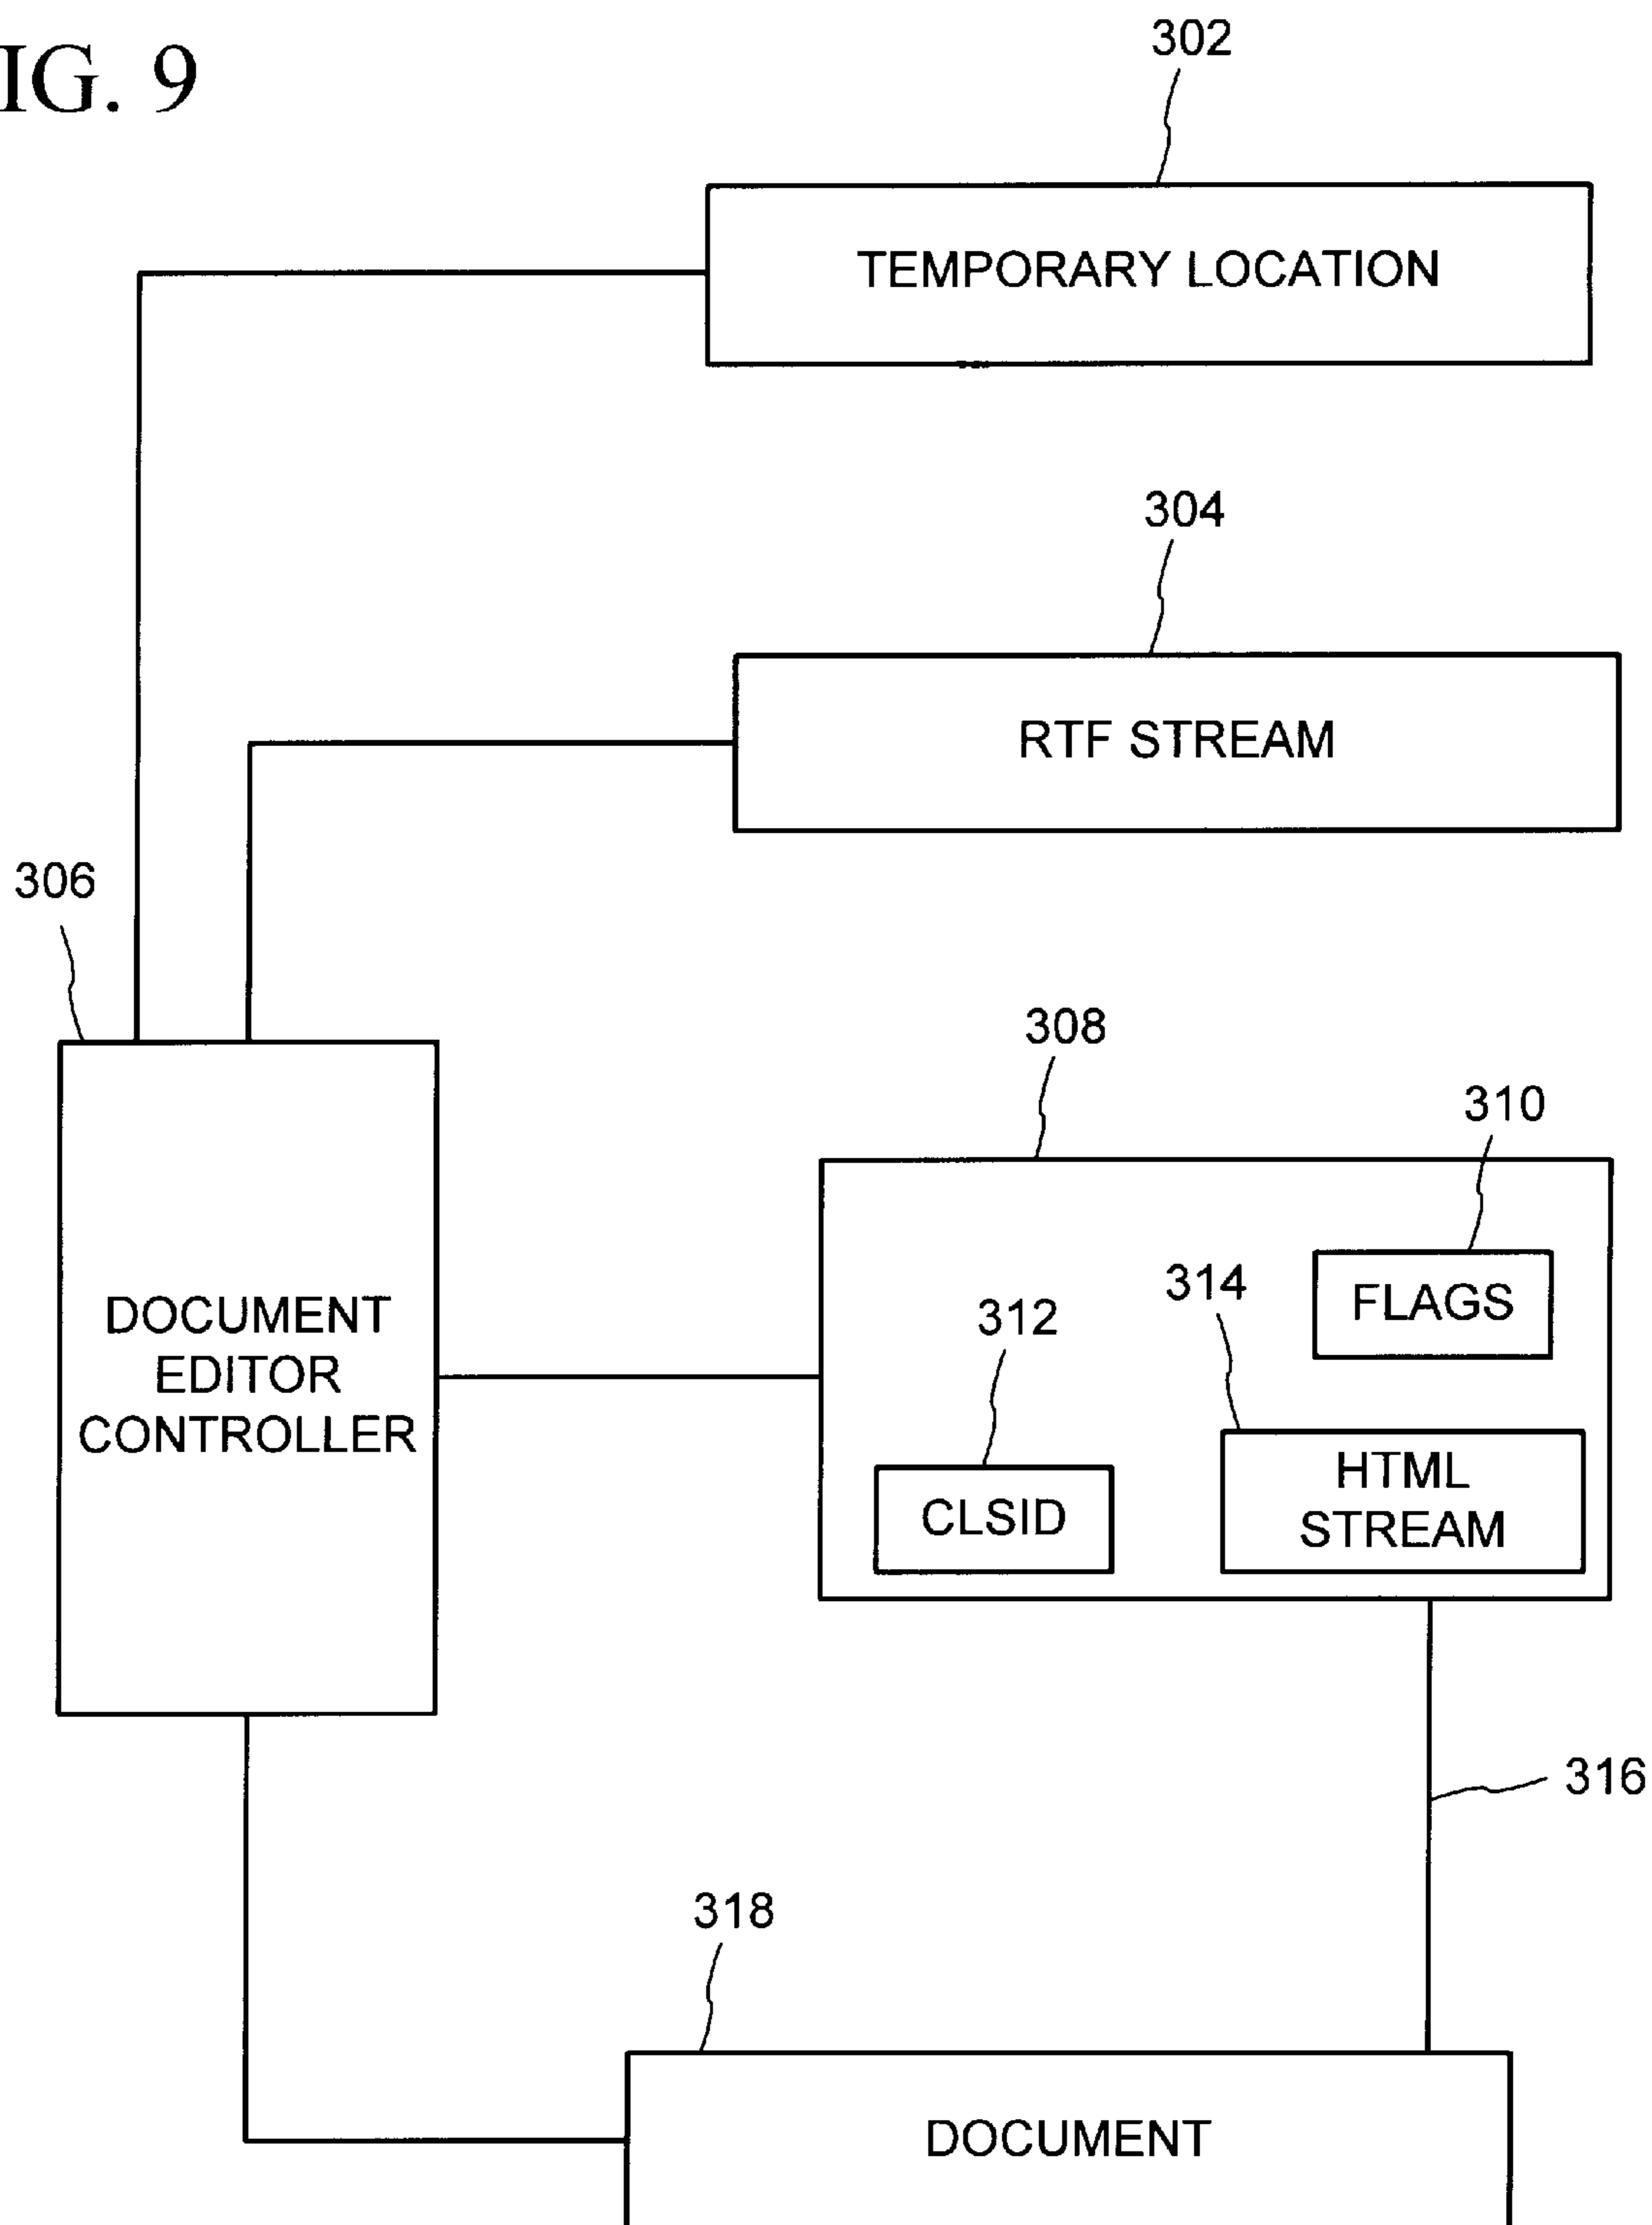 IG. 9
302
TEMPORARY LOCATION
304
RTF STREAM
306
308
310
FLAGS
314
312
DOCUMENT
EDITOR
CONTROLLER
HTML
STREAM
CLSID
316
318
DOCUMENT